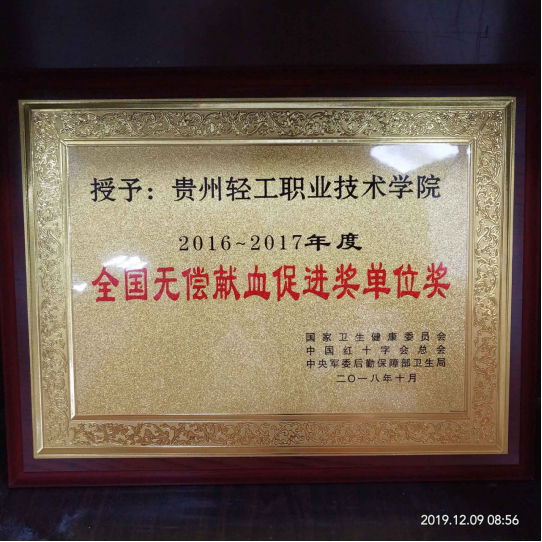 授予：贵州轻工职业技术学院
2016~2017年度
全国无偿献血促进奖单位奖
国家卫生健康委员会
中国红十字会总会
中央军委后勤保障部卫生局
二〇一八年十月
2019.12.09 08:56